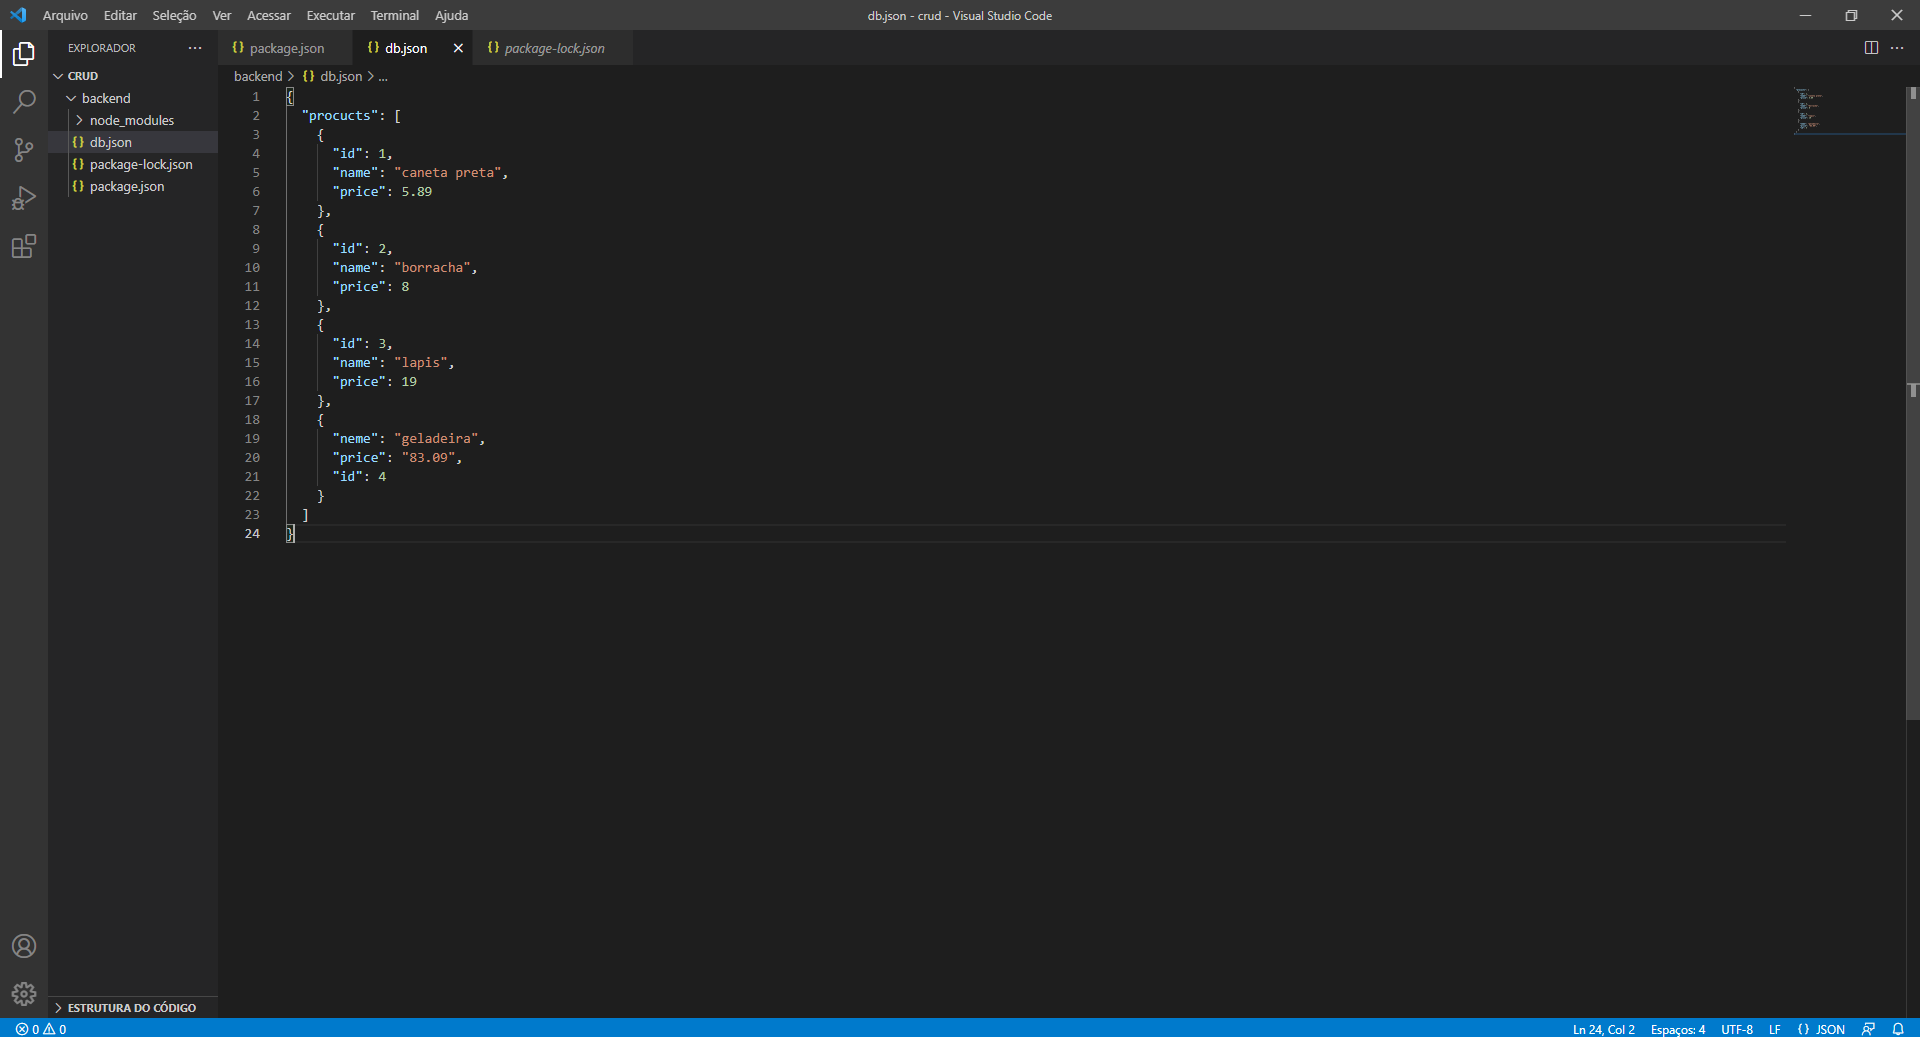 Arquivo Editar Seleção Ver Acessar Executar Terminal Ajuda
db.json - crud - Visual Studio Code
EXPLORADOR
CRUD
backend
node_modules
db.json
package-lock.json
package.json
ESTRUTURA DO CÓDIGO
package.json db.json package-lock.json
backend > db.json > ...
1 {
2 "procucts": [
3 {
4 "id": 1,
5 "name": "caneta preta",
6 "price": 5.89
7 },
8 {
9 "id": 2,
10 "name": "borracha",
11 "price": 8
12 },
13 {
14 "id": 3,
15 "name": "lapis",
16 "price": 19
17 },
18 {
19 "neme": "geladeira",
20 "price": "83.09",
21 "id": 4
22 }
23 ]
24 }
0 0 Ln 24, Col 2 Espaços: 4 UTF-8 LF {} JSON